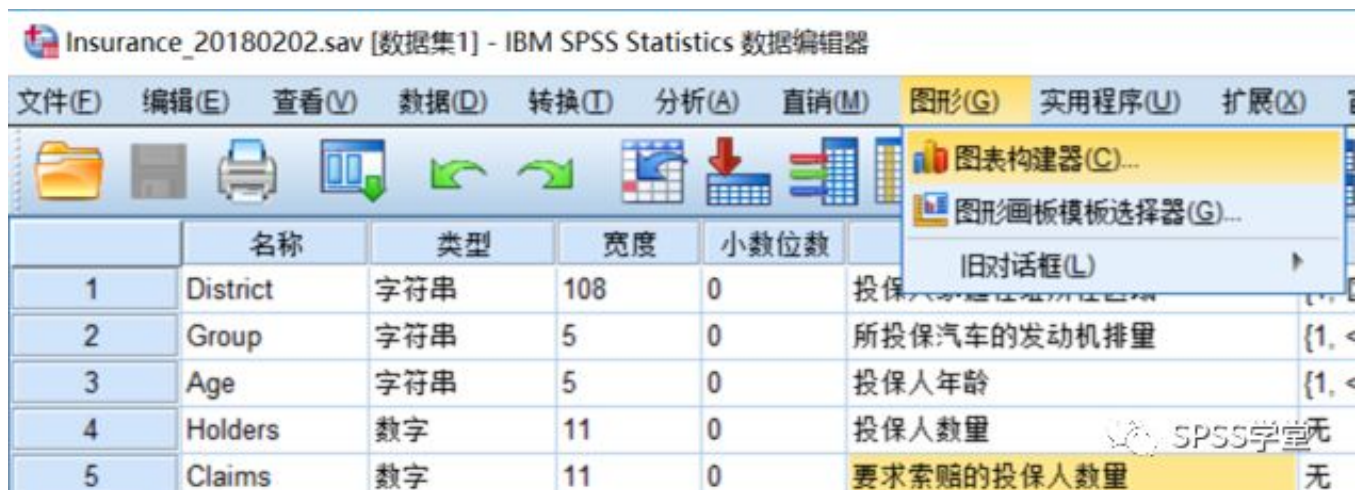 Insurance_20180202.sav [数据集1] - IBM SPSS Statistics 数据编辑器
文件(F) 编辑(E) 查看(V) 数据(D) 转换(T) 分析(A) 直销(M) 图形(G) 实用程序(U) 扩展(X)
图表构建器(C)...
图形画板模板选择器(G)...
旧对话框(L)
名称 类型 宽度 小数位数
1 District 字符串 108 0 投保 {1,
2 Group 字符串 5 0 所投保汽车的发动机排量 {1, <
3 Age 字符串 5 0 投保人年龄 {1, <
4 Holders 数字 11 0 投保人数量 无
SPSS学堂
5 Claims 数字 11 0 要求索赔的投保人数量 无